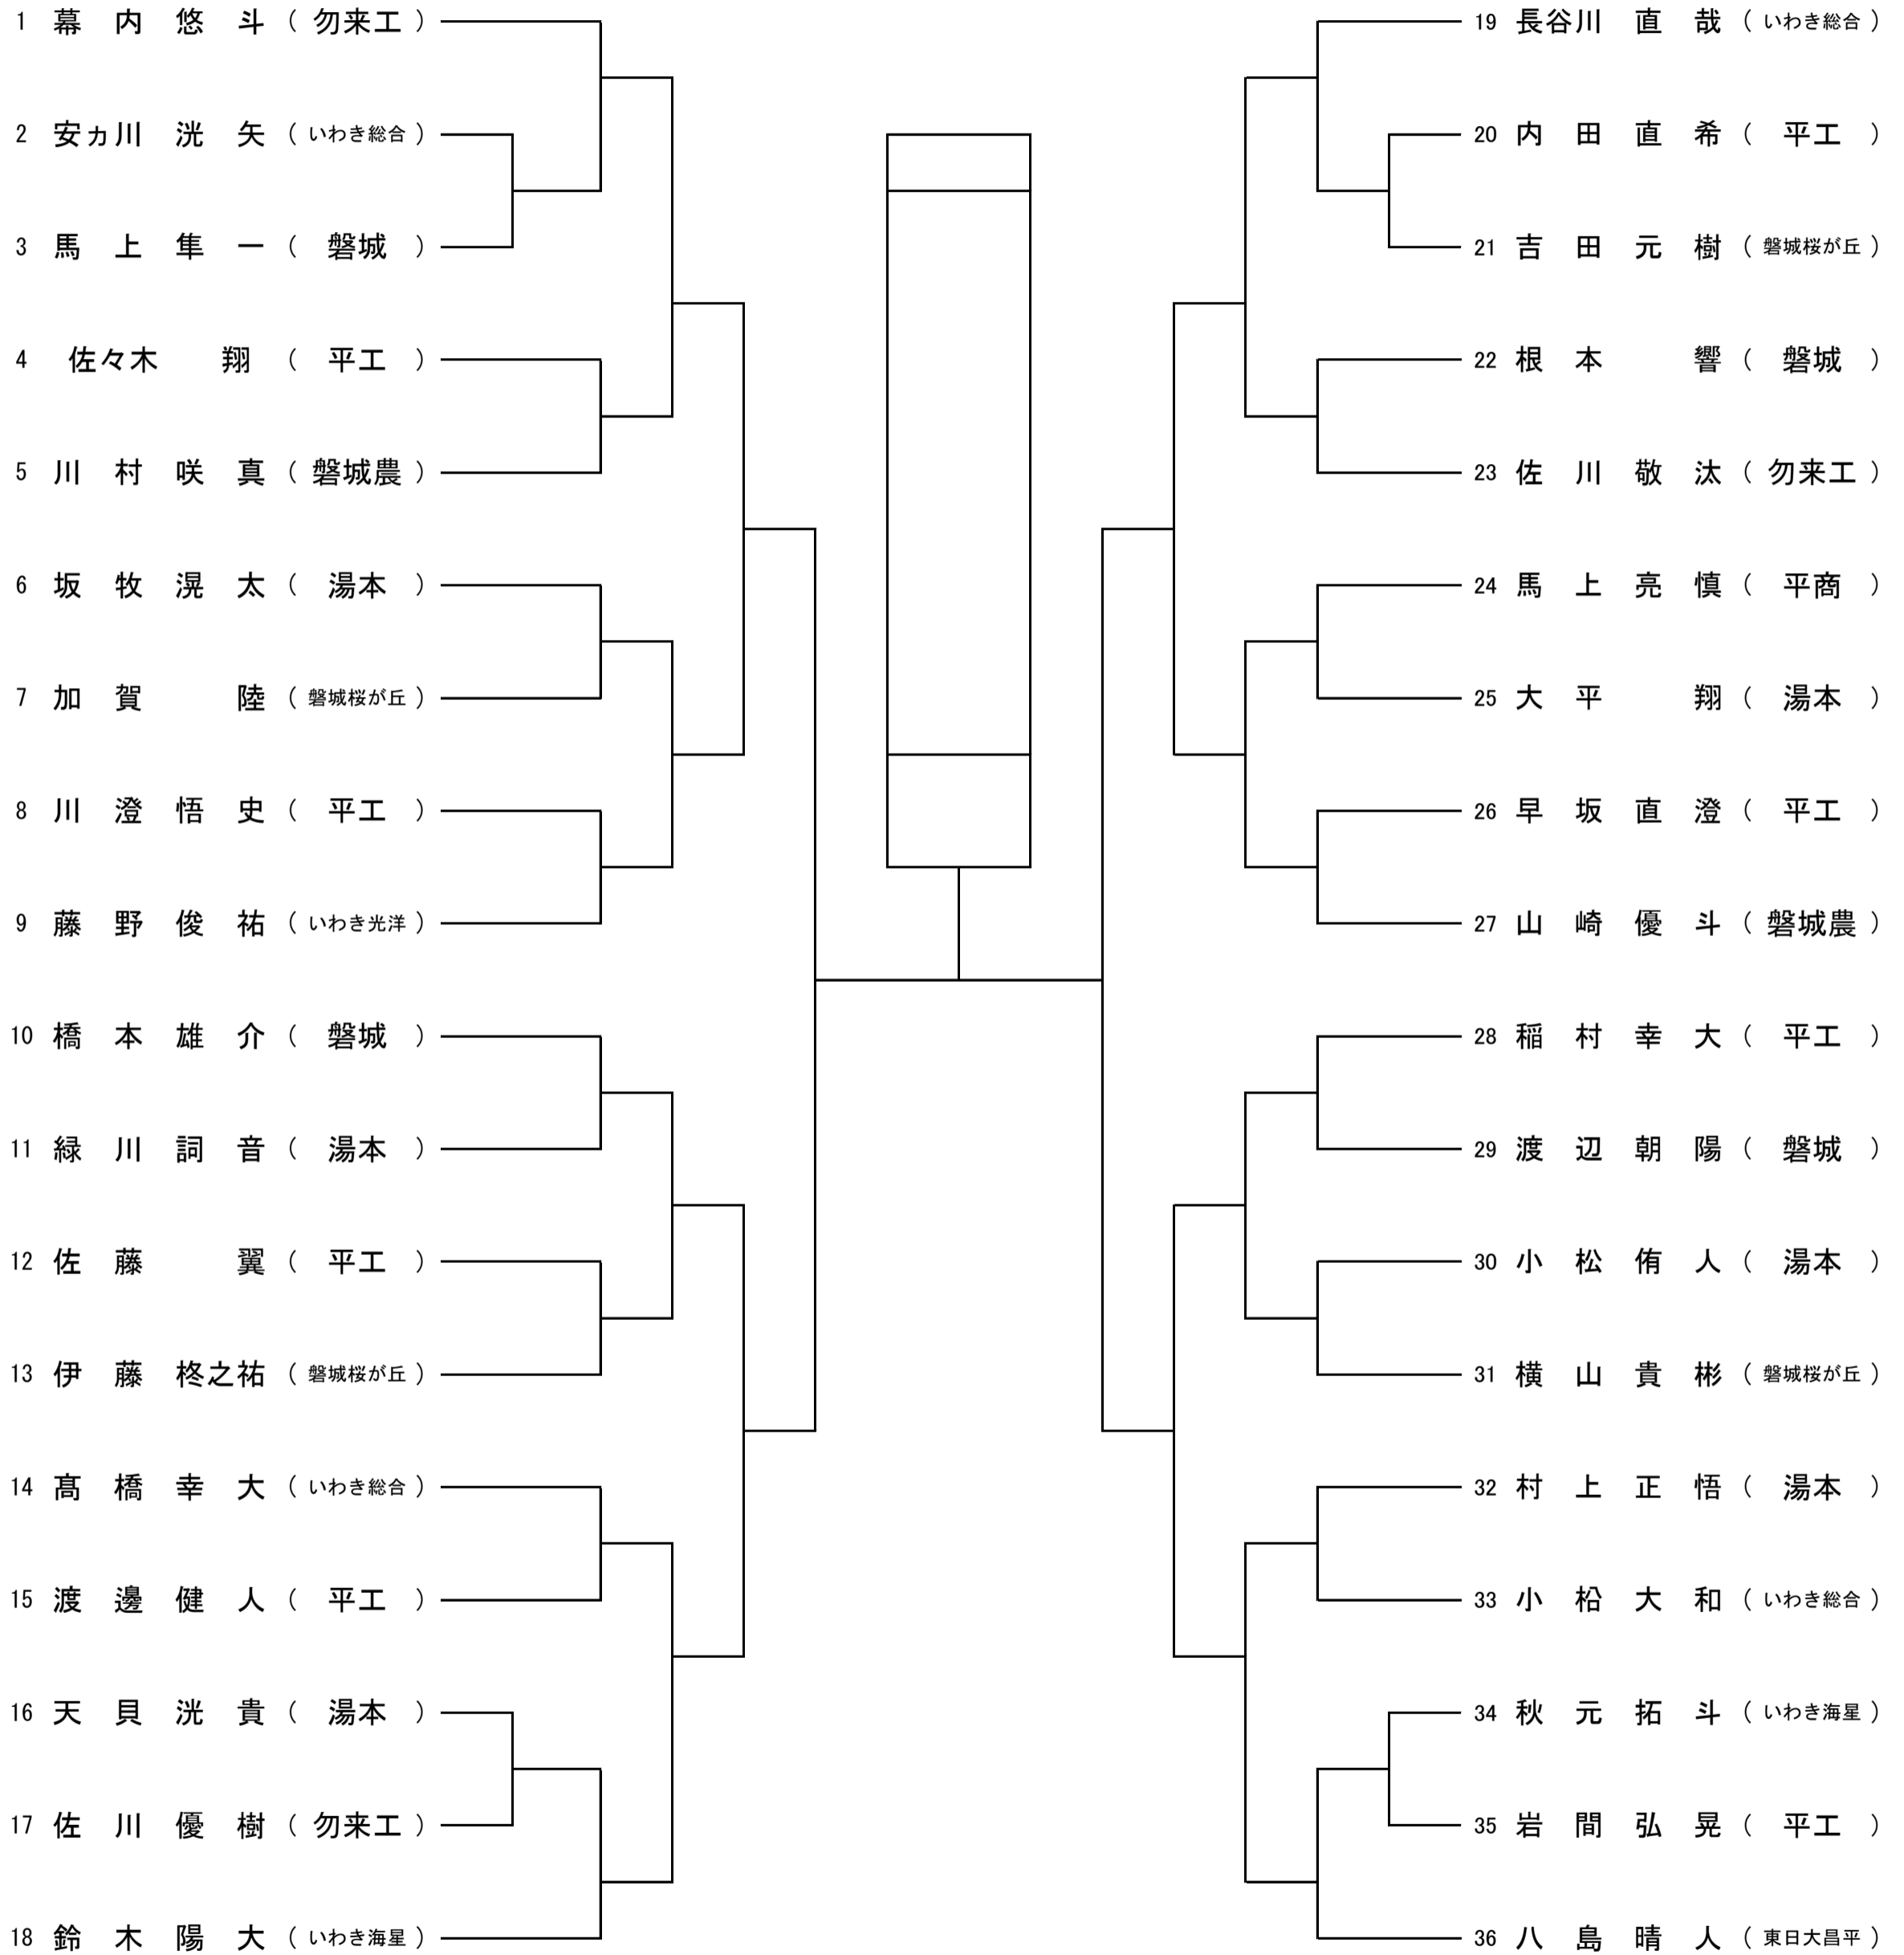 1 幕内悠斗（勿来工）
2 安ヵ川洸矢（いわき総合）
3 馬上隼一（磐城）
4 佐々木翔（平工）
5 川村咲真（磐城農）
6 坂牧滉太（湯本）
7 加賀陸（磐城桜が丘）
8 川澄悟史（平工）
9 藤野俊祐（いわき光洋）
10 橋本雄介（磐城）
11 緑川詞音（湯本）
12 佐藤翼（平工）
13 伊藤柊之祐（磐城桜が丘）
14 髙橋幸大（いわき総合）
15 渡邊健人（平工）
16 天貝洸貴（湯本）
17 佐川優樹（勿来工）
18 鈴木陽大（いわき海星）
19 長谷川直哉（いわき総合）
20 内田直希（平工）
21 吉田元樹（磐城桜が丘）
22 根本響（磐城）
23 佐川敬汰（勿来工）
24 馬上亮慎（平商）
25 大平翔（湯本）
26 早坂直澄（平工）
27 山崎優斗（磐城農）
28 稲村幸大（平工）
29 渡辺朝陽（磐城）
30 小松侑人（湯本）
31 横山貴彬（磐城桜が丘）
32 村上正悟（湯本）
33 小松大和（いわき総合）
34 秋元拓斗（いわき海星）
35 岩間弘晃（平工）
36 八島晴人（東日大昌平）